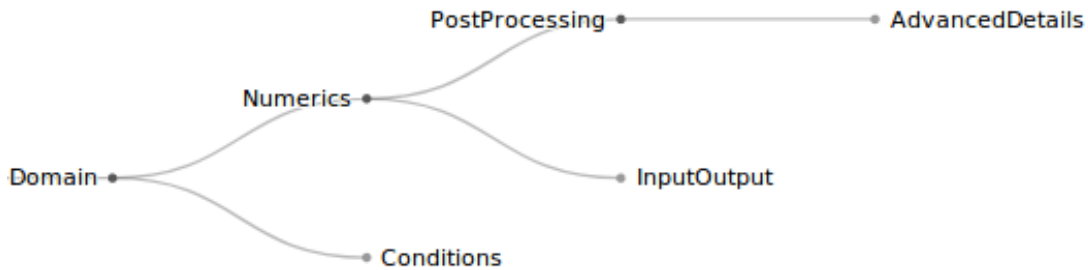 PostProcessing
AdvancedDetails
Numerics
Domain
InputOutput
Conditions